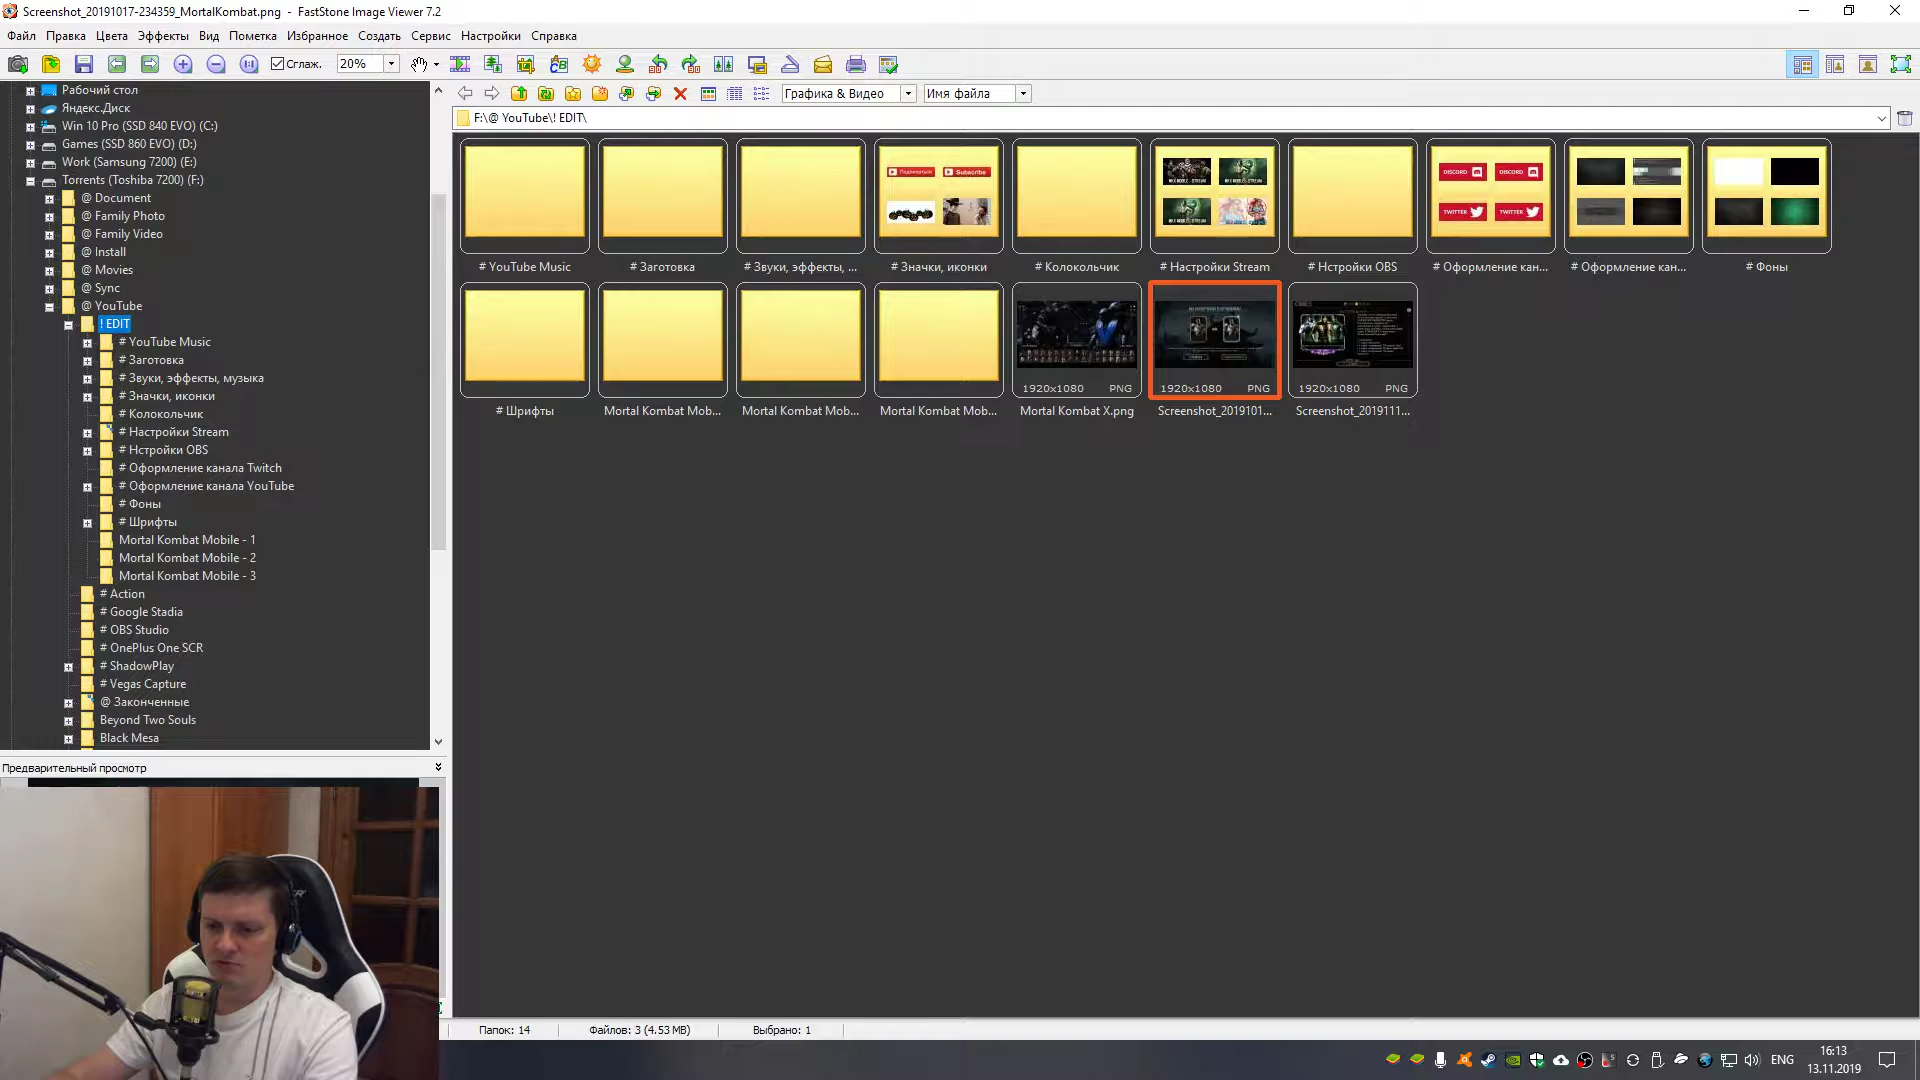 Screenshot_20191017-234359_MortalKombat.png - FastStone Image Viewer 7.2
Файл Правка Цвета Эффекты Вид Пометка Избранное Создать Сервис Настройки Справка
Сглаж. 20%
Графика & Видео Имя файла
F:\@ YouTube\! EDIT\
Рабочий стол
Яндекс.Диск
Win 10 Pro (SSD 840 EVO) (C:)
Games (SSD 860 EVO) (D:)
Work (Samsung 7200) (E:)
Torrents (Toshiba 7200) (F:)
@ Document
@ Family Photo
@ Family Video
@ Install
@ Movies
@ Sync
@ YouTube
! EDIT
# YouTube Music
# Заготовка
# Звуки, эффекты, музыка
# Значки, иконки
# Колокольчик
# Настройки Stream
# Нстройки OBS
# Оформление канала Twitch
# Оформление канала YouTube
# Фоны
# Шрифты
Mortal Kombat Mobile - 1
Mortal Kombat Mobile - 2
Mortal Kombat Mobile - 3
# Action
# Google Stadia
# OBS Studio
# OnePlus One SCR
# ShadowPlay
# Vegas Capture
@ Законченные
Beyond Two Souls
Black Mesa
Предварительный просмотр
Subscribe
DISCORD DISCORD
TWITTER TWITTER
# YouTube Music # Заготовка # Звуки, эффекты, ... # Значки, иконки # Колокольчик # Настройки Stream # Нстройки OBS # Оформление кан... # Оформление кан... # Фоны
1920x1080 PNG 1920x1080 PNG 1920x1080 PNG
# Шрифты Mortal Kombat Mob... Mortal Kombat Mob... Mortal Kombat Mob... Mortal Kombat X.png Screenshot_2019101... Screenshot_2019111...
Папок: 14 Файлов: 3 (4.53 MB) Выбрано: 1
ENG 16:13
13.11.2019